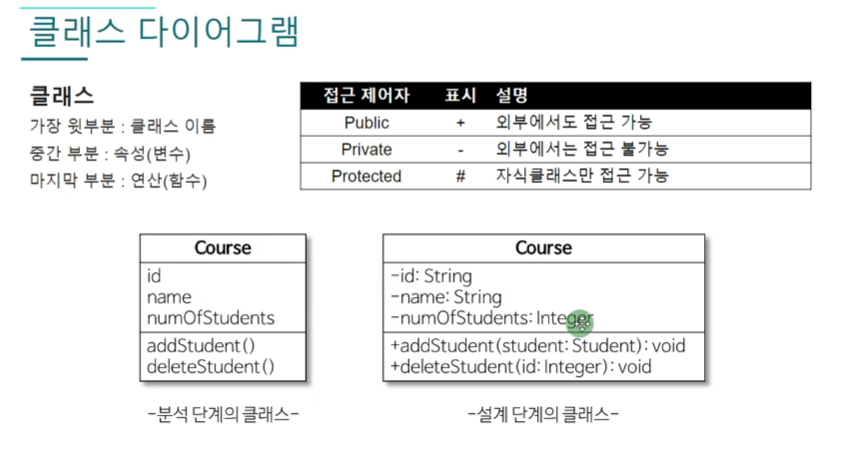 클래스 다이어그램
클래스
가장 윗부분 : 클래스 이름
중간 부분 : 속성(변수)
마지막 부분 : 연산(함수)
접근 제어자 표시 설명
Public + 외부에서도 접근 가능
Private - 외부에서는 접근 불가능
Protected # 자식클래스만 접근 가능
Course
id
name
numOfStudents
addStudent()
deleteStudent()
-분석 단계의 클래스-
Course
-id: String
-name: String
-numOfStudents: Integer
+addStudent(student: Student): void
+deleteStudent(id: Integer): void
-설계 단계의 클래스-